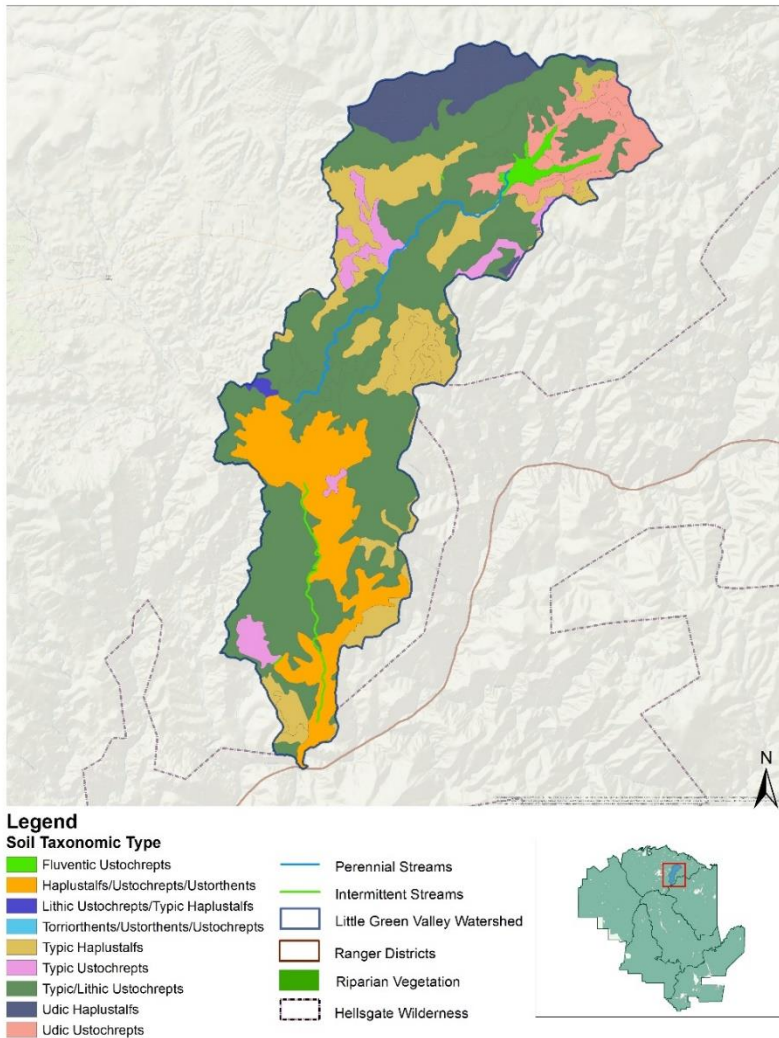 N
Legend
Soil Taxonomic Type
Fluventic Ustochrepts
Haplustalfs/Ustochrepts/Ustorthents
Lithic Ustochrepts/Typic Haplustalfs
Torriorthents/Ustorthents/Ustochrepts
Typic Haplustalfs
Typic Ustochrepts
Typic/Lithic Ustochrepts
Udic Haplustalfs
Udic Ustochrepts
Perennial Streams
Intermittent Streams
Little Green Valley Watershed
Ranger Districts
Riparian Vegetation
Hellsgate Wilderness